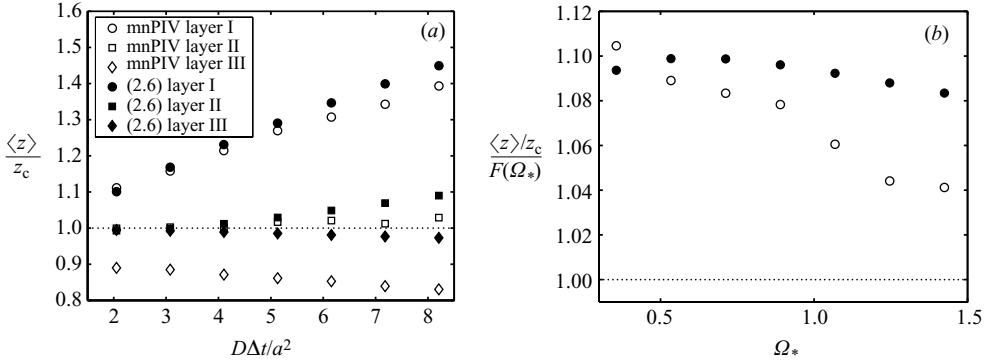 1.6
1.5
1.4
1.3
1.2
1.1
1.0
0.9
0.8
⟨z⟩
z_c
(a)
mnPIV layer I
mnPIV layer II
mnPIV layer III
(2.6) layer I
(2.6) layer II
(2.6) layer III
2 3 4 5 6 7 8
DΔt/a²
1.12
1.10
1.08
1.06
1.04
1.02
1.00
⟨z⟩/z_c
F(Ω_*)
(b)
0.5 1.0 1.5
Ω_*